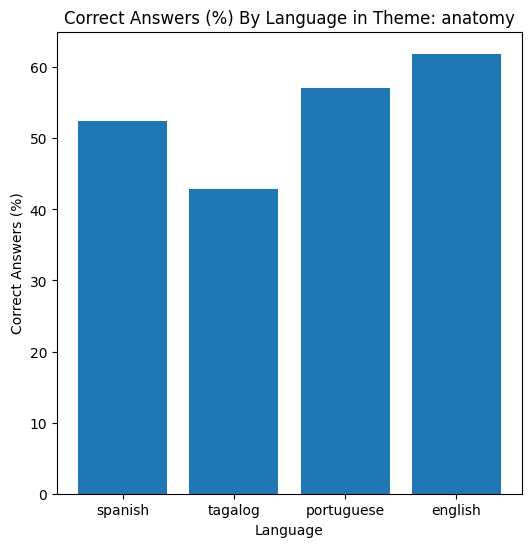 Correct Answers (%) By Language in Theme: anatomy
Correct Answers (%)
60
50
40
30
20
10
0
spanish tagalog portuguese english
Language